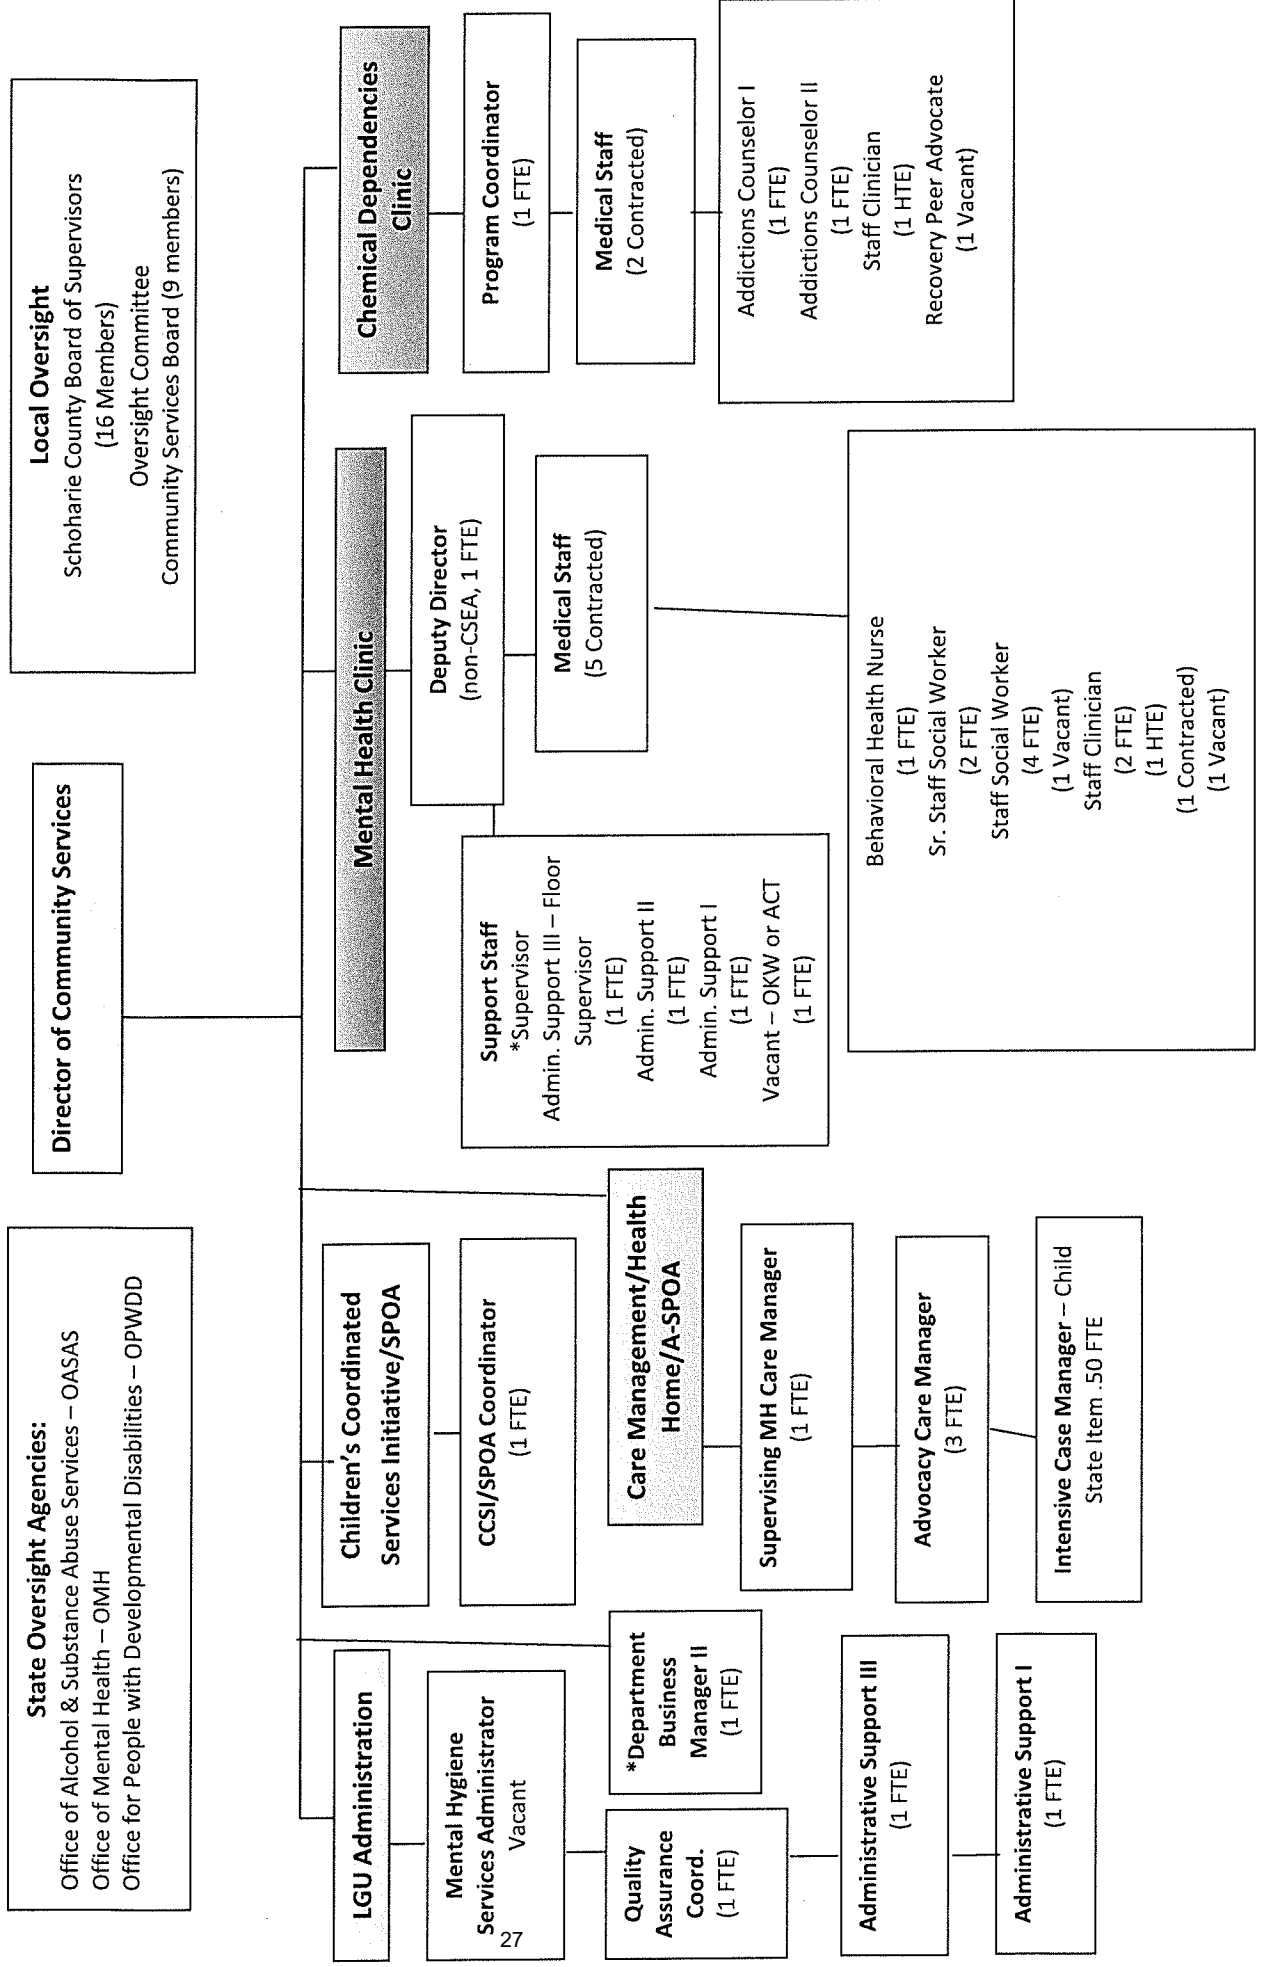 State Oversight Agencies:
Office of Alcohol & Substance Abuse Services – OASAS
Office of Mental Health – OMH
Office for People with Developmental Disabilities – OPWDD
Director of Community Services
Local Oversight
Schoharie County Board of Supervisors
(16 Members)
Oversight Committee
Community Services Board (9 members)
LGU Administration
Mental Hygiene
Services Administrator
Vacant
Quality
Assurance
Coord.
(1 FTE)
*Department
Business
Manager II
(1 FTE)
Administrative Support III
(1 FTE)
Administrative Support I
(1 FTE)
Children's Coordinated
Services Initiative/SPOA
CCSI/SPOA Coordinator
(1 FTE)
Care Management/Health
Home/A-SPOA
Supervising MH Care Manager
(1 FTE)
Advocacy Care Manager
(3 FTE)
Intensive Case Manager – Child
State Item .50 FTE
Mental Health Clinic
Deputy Director
(non-CSEA, 1 FTE)
Support Staff
*Supervisor
Admin. Support III – Floor
Supervisor
(1 FTE)
Admin. Support II
(1 FTE)
Admin. Support I
(1 FTE)
Vacant – OKW or ACT
(1 FTE)
Medical Staff
(5 Contracted)
Behavioral Health Nurse
(1 FTE)
Sr. Staff Social Worker
(2 FTE)
Staff Social Worker
(4 FTE)
(1 Vacant)
Staff Clinician
(2 FTE)
(1 HTE)
(1 Contracted)
(1 Vacant)
Chemical Dependencies
Clinic
Program Coordinator
(1 FTE)
Medical Staff
(2 Contracted)
Addictions Counselor I
(1 FTE)
Addictions Counselor II
(1 FTE)
Staff Clinician
(1 HTE)
Recovery Peer Advocate
(1 Vacant)
27